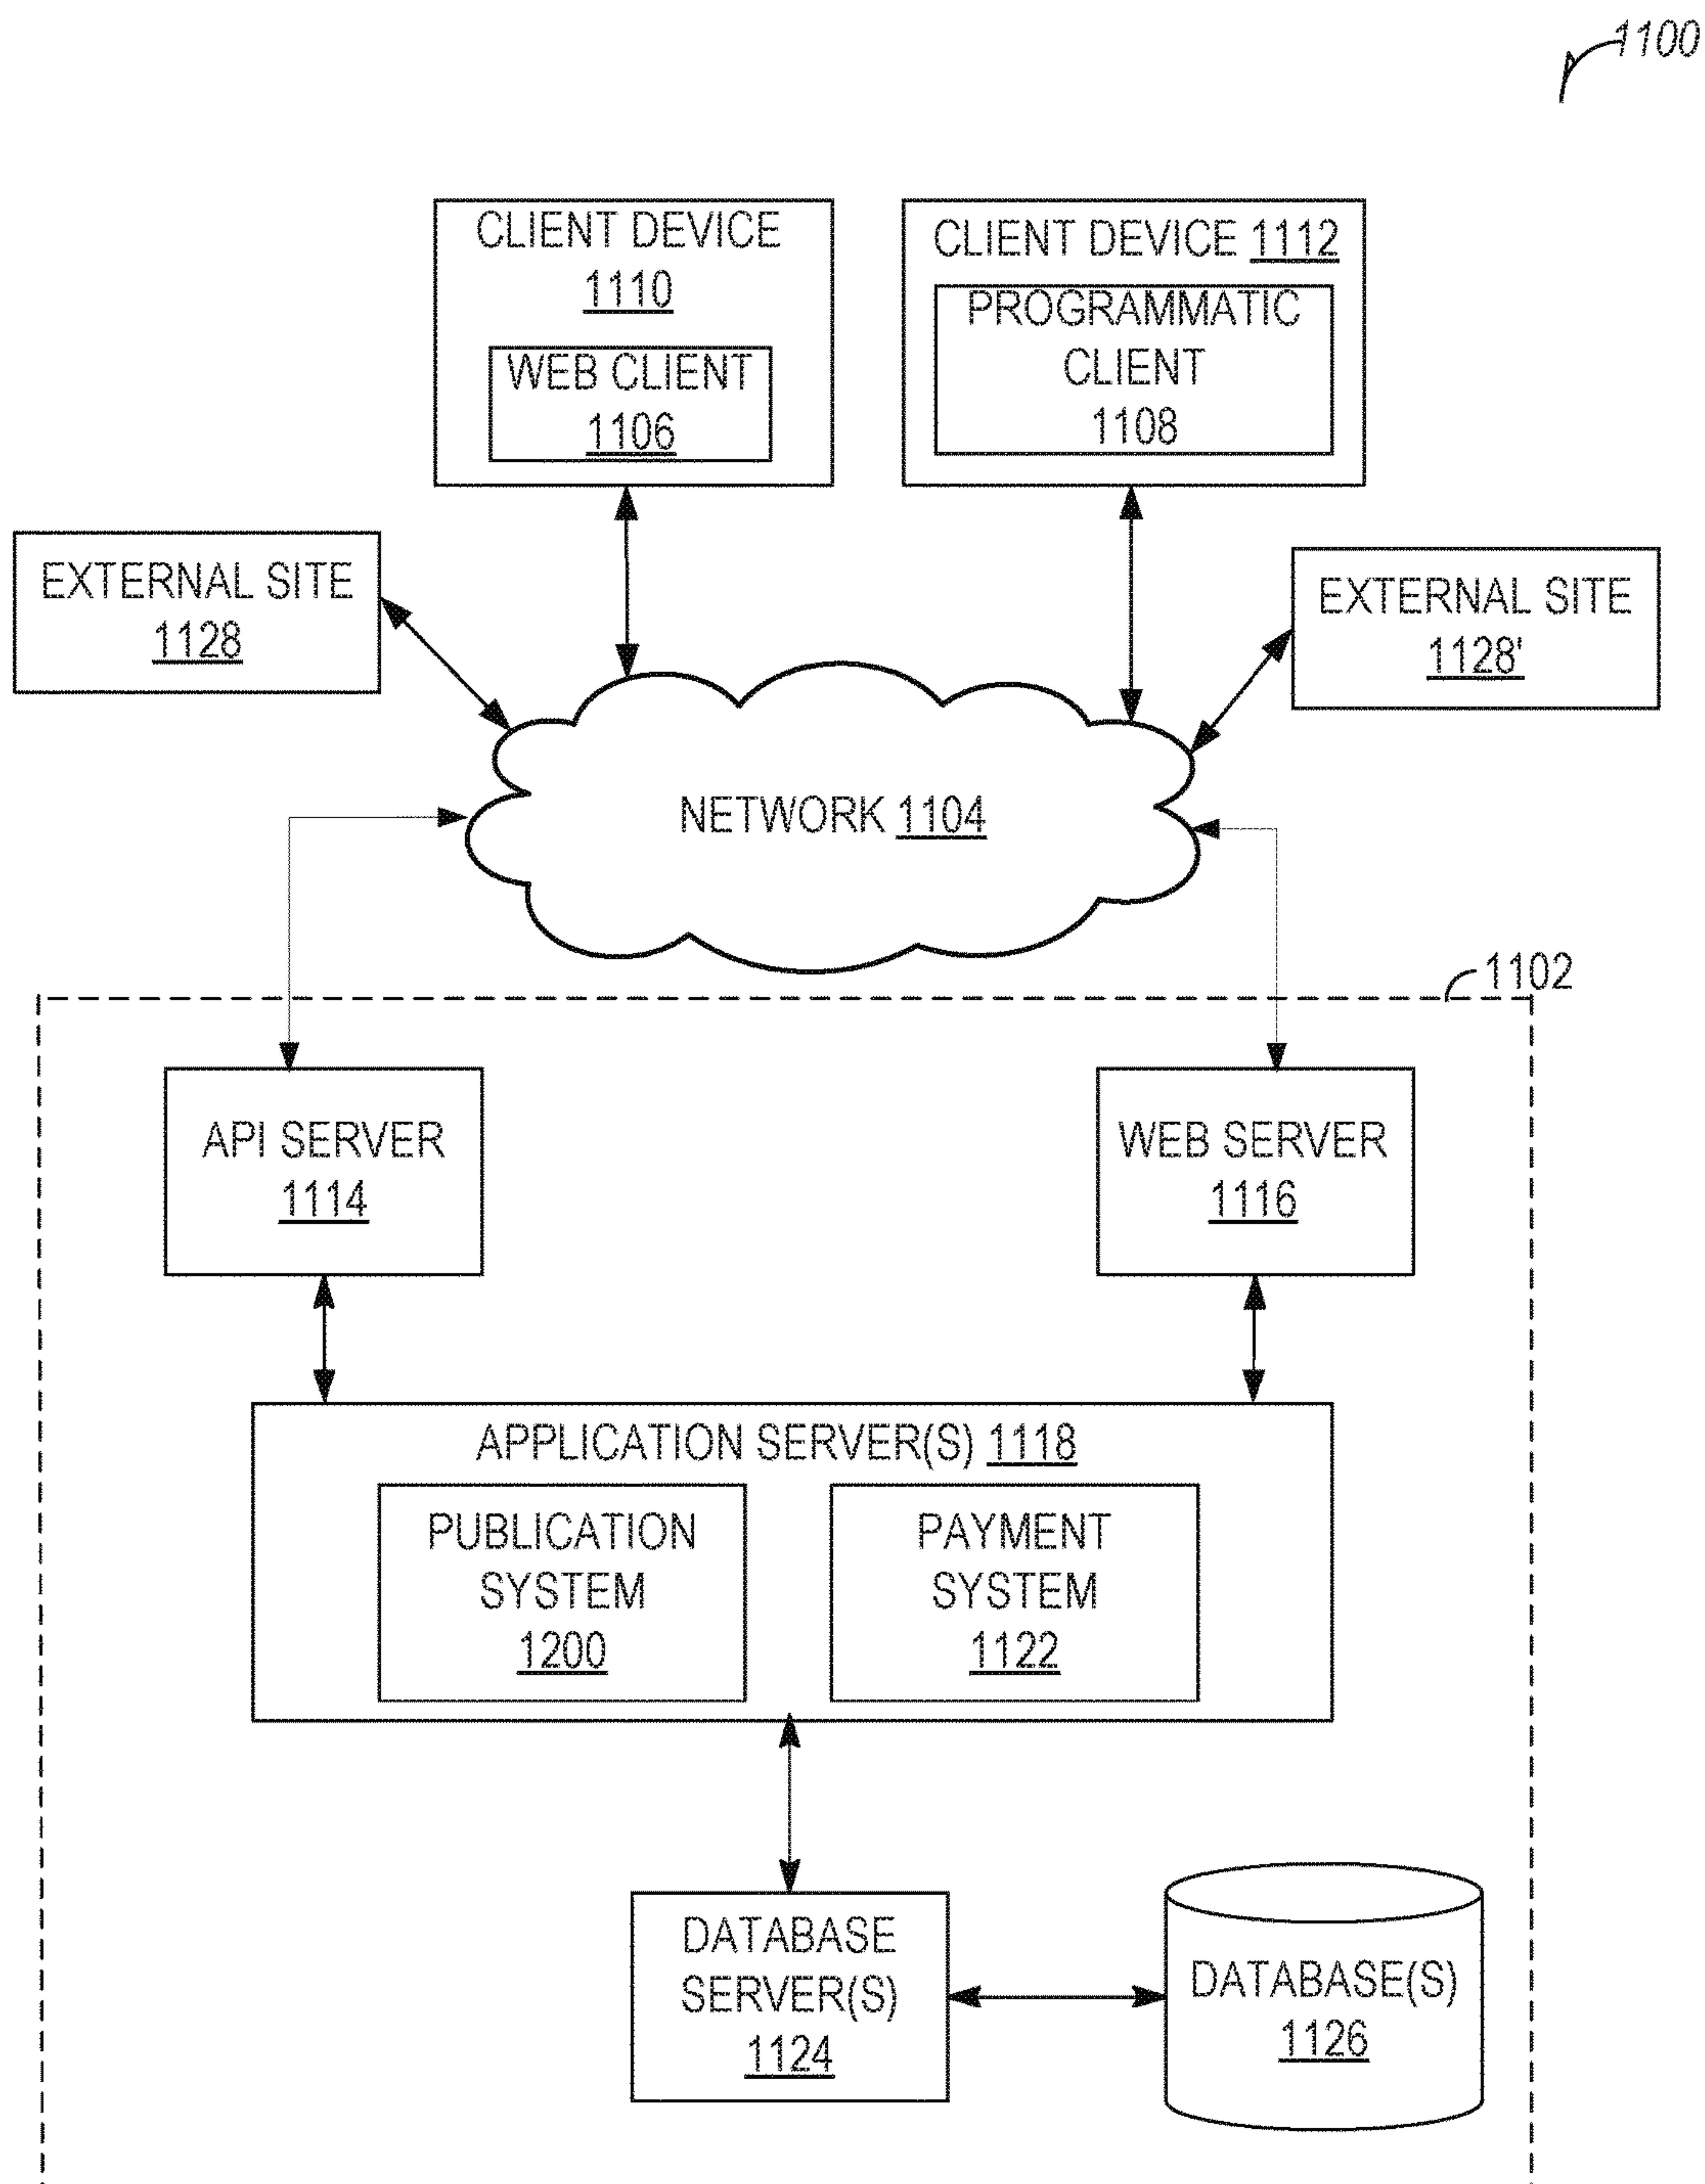 1100
CLIENT DEVICE
1110
WEB CLIENT
1106
CLIENT DEVICE 1112
PROGRAMMATIC
CLIENT
1108
EXTERNAL SITE
1128
EXTERNAL SITE
1128'
NETWORK 1104
1102
API SERVER
1114
WEB SERVER
1116
APPLICATION SERVER(S) 1118
PUBLICATION
SYSTEM
1200
PAYMENT
SYSTEM
1122
DATABASE
SERVER(S)
1124
DATABASE(S)
1126